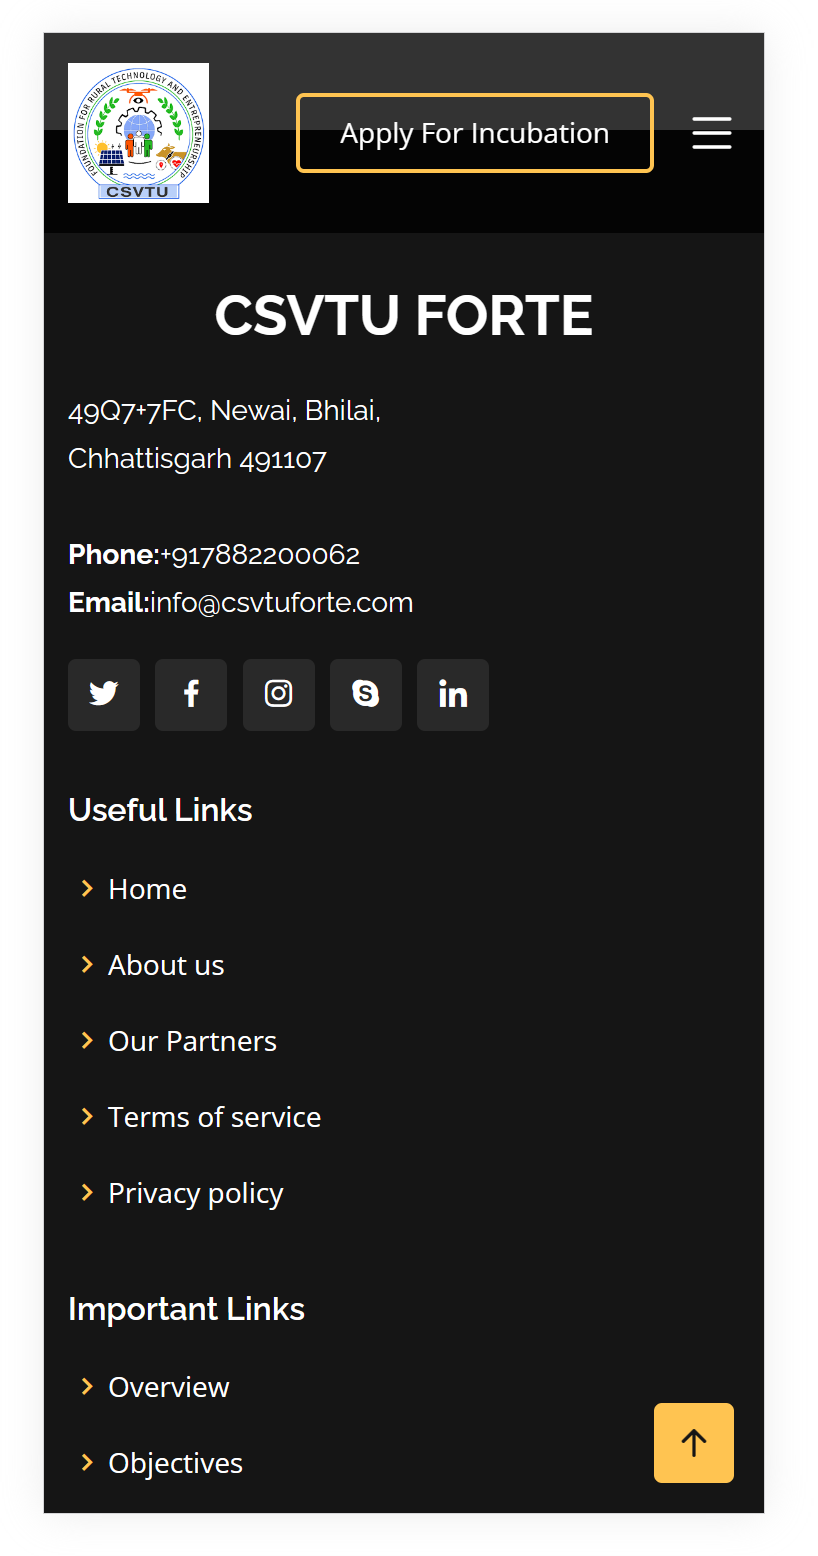 FOUNDATION FOR RURAL TECHNOLOGY AND ENTREPRENEURSHIP
CSVTU
Apply For Incubation
CSVTU FORTE
49Q7+7FC, Newai, Bhilai,
Chhattisgarh 491107
Phone:+917882200062
Email:info@csvtuforte.com
Useful Links
Home
About us
Our Partners
Terms of service
Privacy policy
Important Links
Overview
Objectives